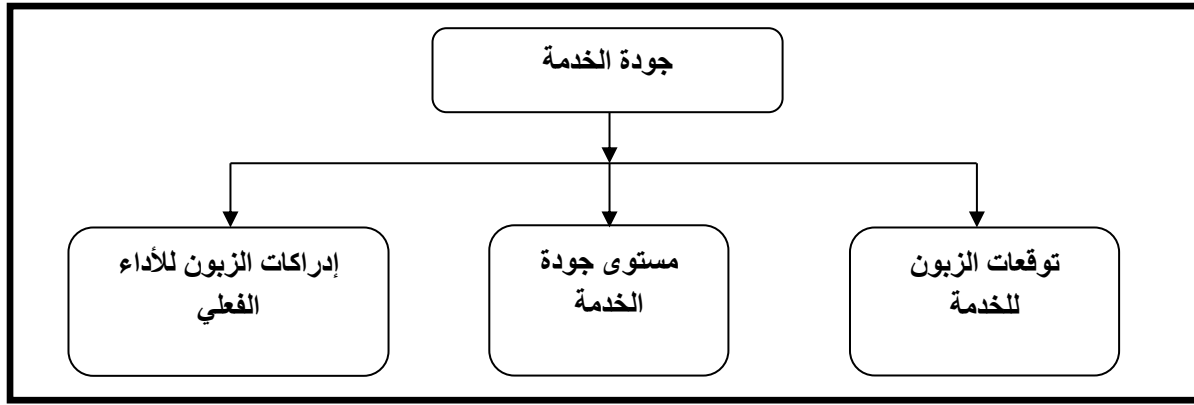 جودة الخدمة
توقعات الزبون
للخدمة
مستوى جودة
الخدمة
إدراكات الزبون للأداء
الفعلي